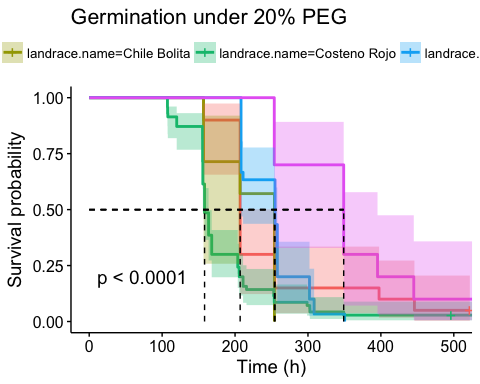 Germination under 20% PEG
landrace.name=Chile Bolita landrace.name=Costeno Rojo landrace.
1.00
0.75
0.50
0.25
0.00
Survival probability
p < 0.0001
0 100 200 300 400 500
Time (h)